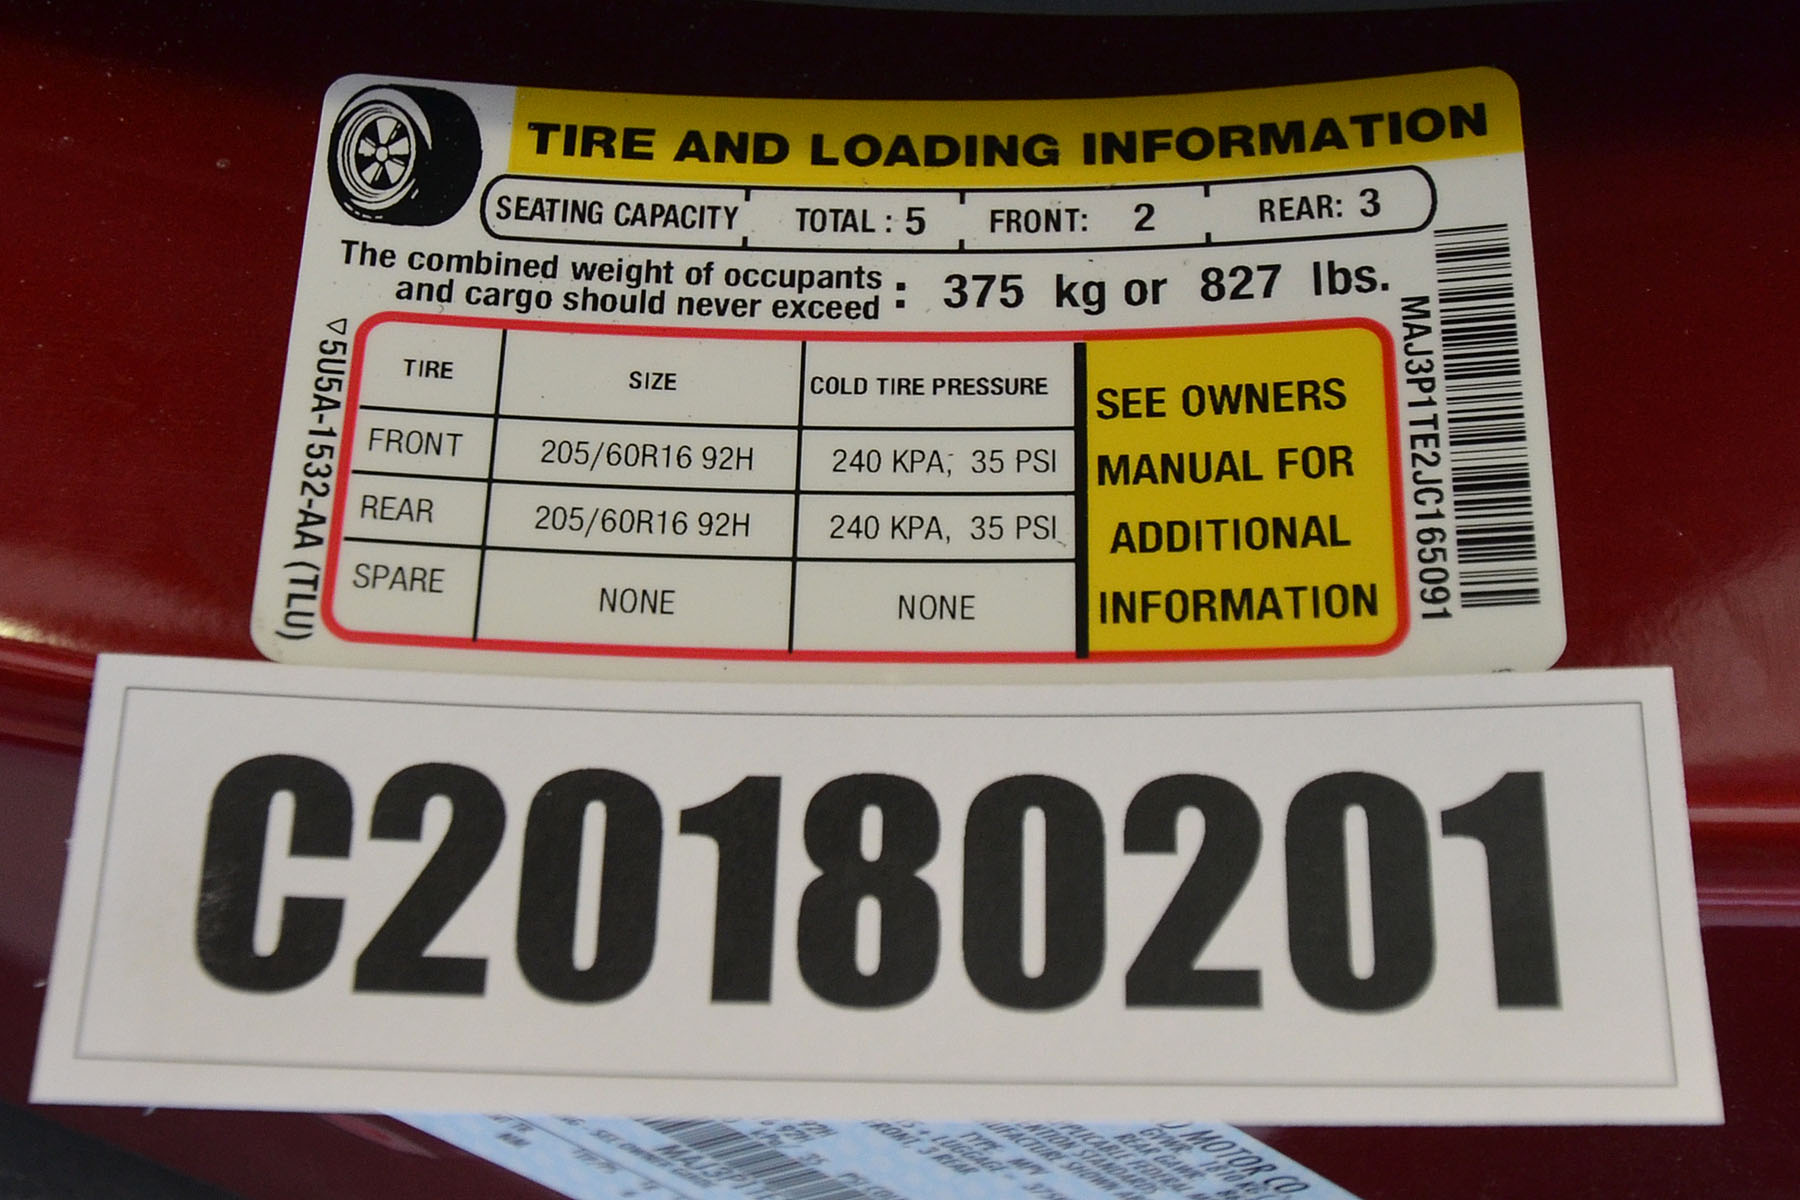 TIRE AND LOADING INFORMATION
SEATING CAPACITY TOTAL : 5 FRONT: 2 REAR: 3
The combined weight of occupants
and cargo should never exceed : 375 kg or 827 lbs.
TIRE SIZE COLD TIRE PRESSURE
FRONT 205/60R16 92H 240 KPA, 35 PSI
REAR 205/60R16 92H 240 KPA, 35 PSI
SPARE NONE NONE
SEE OWNERS
MANUAL FOR
ADDITIONAL
INFORMATION
5U5A-1532-AA (TLU)
MAJ3P1TE2JC165091
C20180201
MOTOR CO